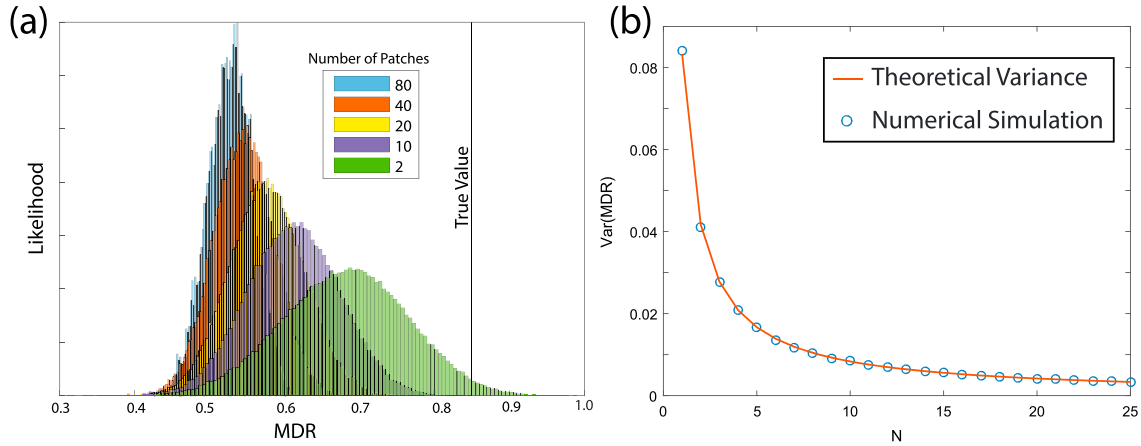 (a)
Number of Patches
80
40
20
10
2
True Value
Likelihood
0.3
0.4
0.5
0.6
0.7
0.8
0.9
1.0
MDR
(b)
Theoretical Variance
Numerical Simulation
0.08
0.06
0.04
0.02
0
Var(MDR)
0
5
10
15
20
25
N